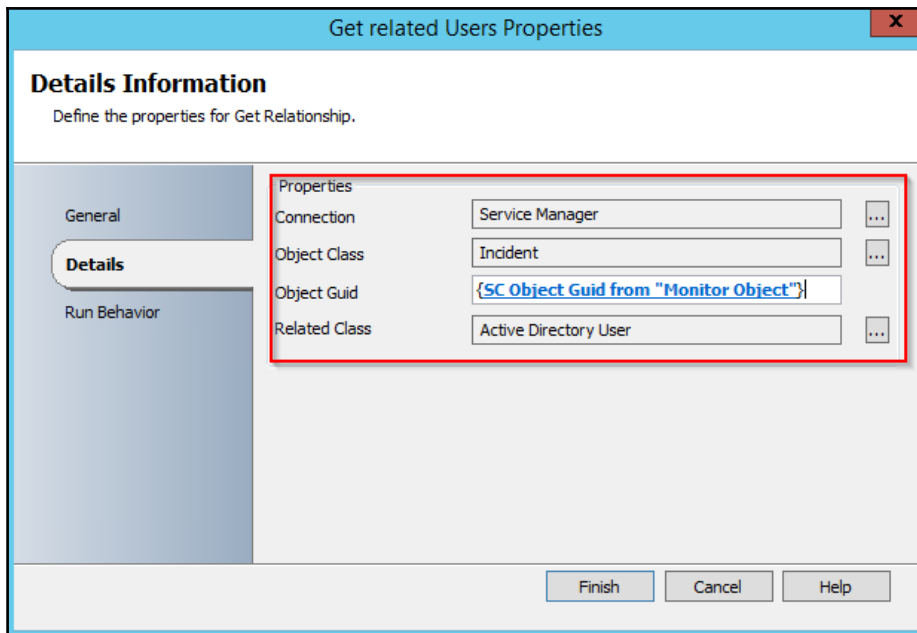 Get related Users Properties
x
Details Information
Define the properties for Get Relationship.
General
Details
Run Behavior
Properties
Connection
Service Manager
...
Object Class
Incident
...
Object Guid
{SC Object Guid from "Monitor Object"}
Related Class
Active Directory User
...
Finish
Cancel
Help